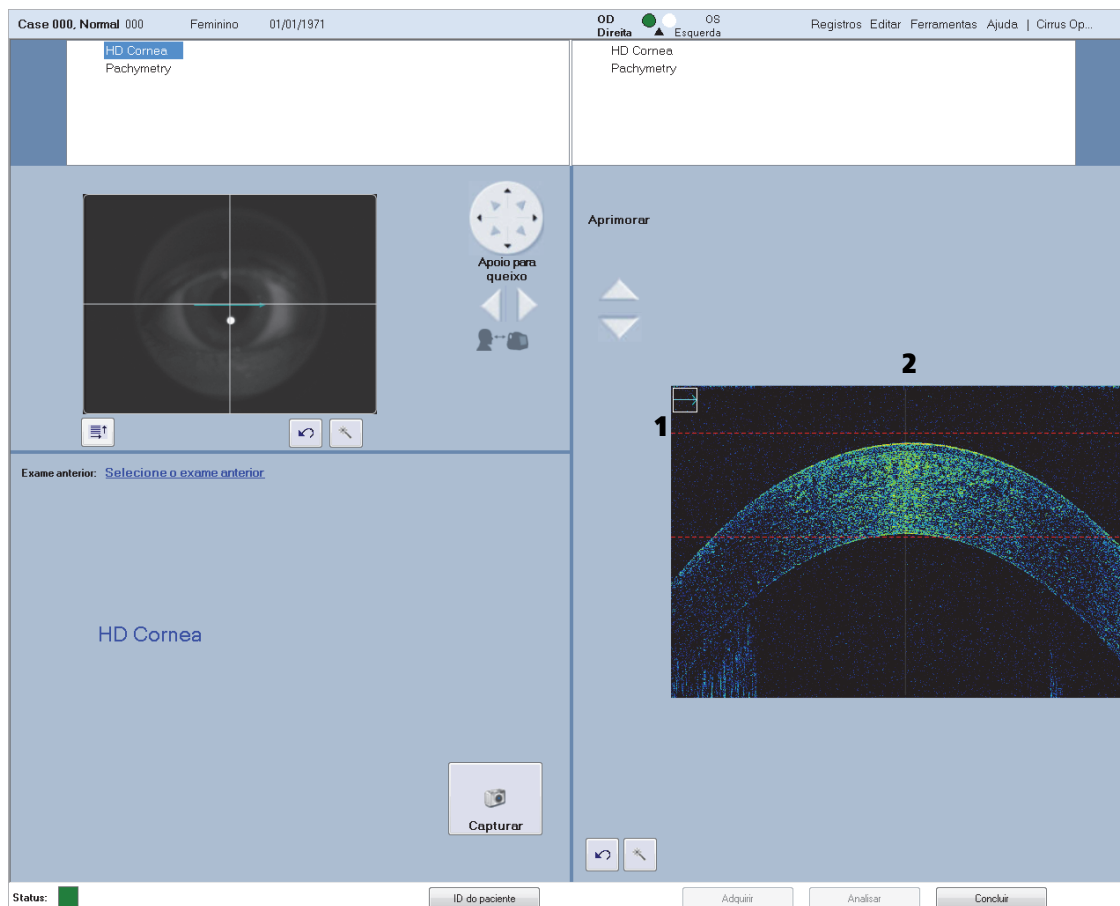 Case 000, Normal 000 Feminino 01/01/1971 OD OS Registros Editar Ferramentas Ajuda | Cirrus Op...
Direita Esquerda
HD Cornea
Pachymetry
HD Cornea
Pachymetry
Apoio para
queixo
Aprimorar
2
1
Exame anterior: Selecione o exame anterior
HD Cornea
Capturar
Status: ID do paciente Adquirir Analisar Concluir